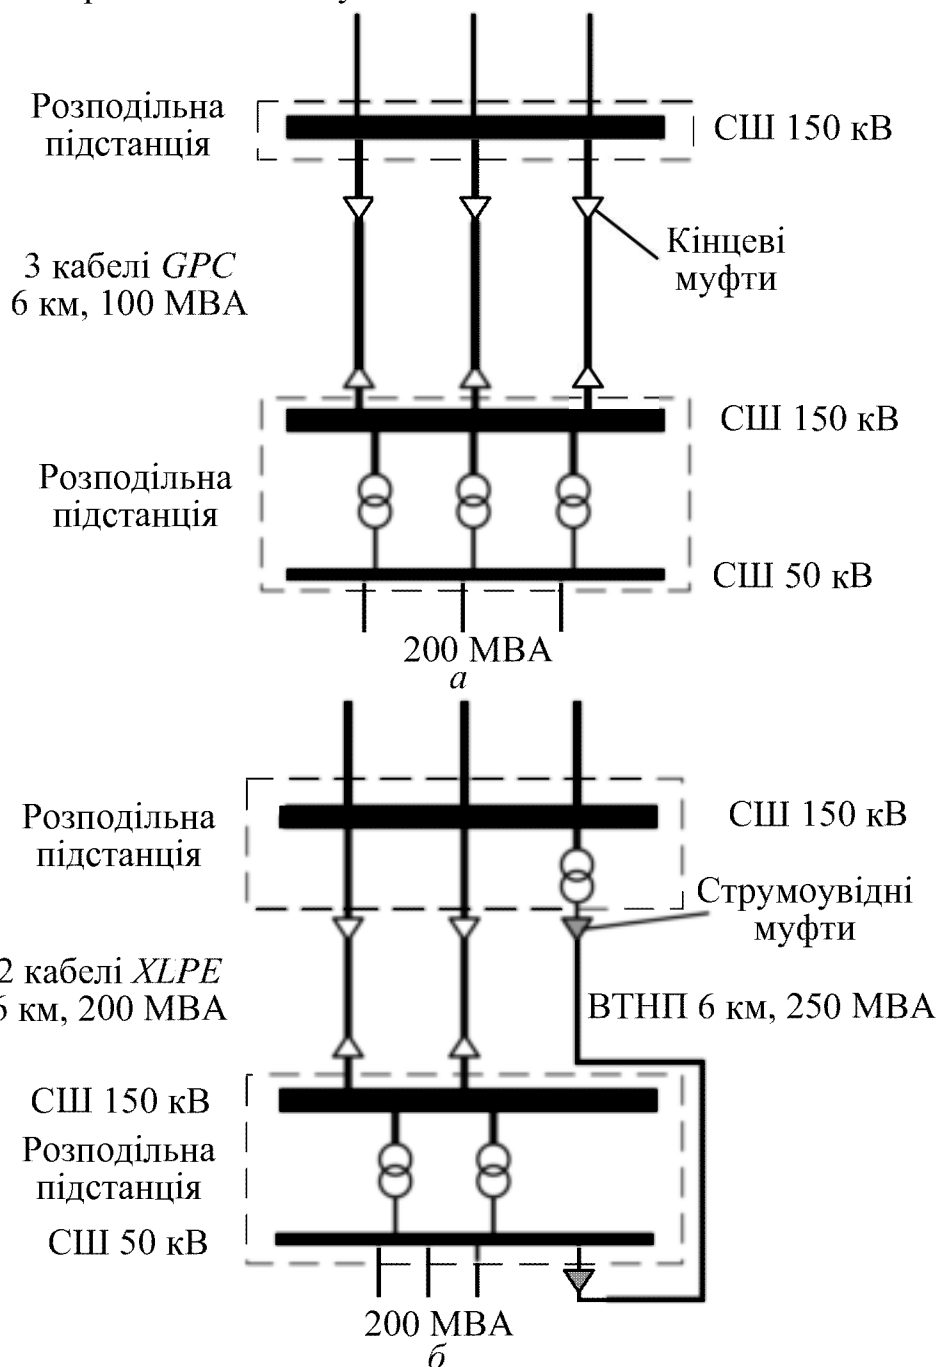 Розподільна
підстанція
СШ 150 кВ
Кінцеві
муфти
3 кабелі GPC
6 км, 100 МВА
СШ 150 кВ
Розподільна
підстанція
СШ 50 кВ
200 МВА
а
Розподільна
підстанція
СШ 150 кВ
Струмоувідні
муфти
2 кабелі XLPE
6 км, 200 МВА
ВТНП 6 км, 250 МВА
СШ 150 кВ
Розподільна
підстанція
СШ 50 кВ
200 МВА
б